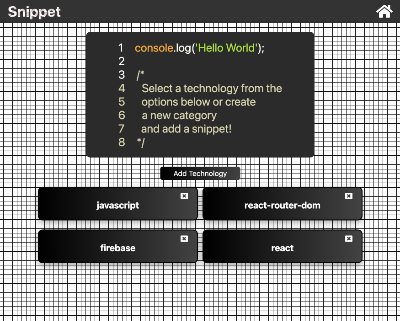 Snippet
1 console.log('Hello World');
2
3 /*
4 Select a technology from the
5 options below or create
6 a new category
7 and add a snippet!
8 */
Add Technology
javascript
react-router-dom
firebase
react